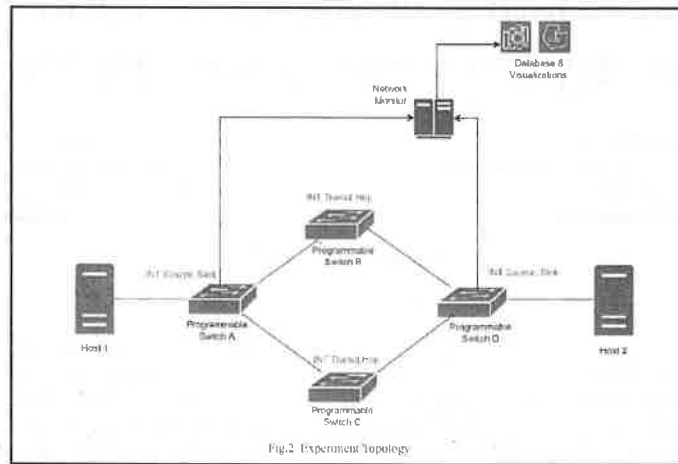 Database &
Visualizations
Network
Monitor
INT Transit Hop
Programmable
Switch B
INT Source, Sink
Programmable
Switch A
Host 1
INT Source, Sink
Programmable
Switch D
Host 2
INT Transit Hop
Programmable
Switch C
Fig.2 Experiment Topology